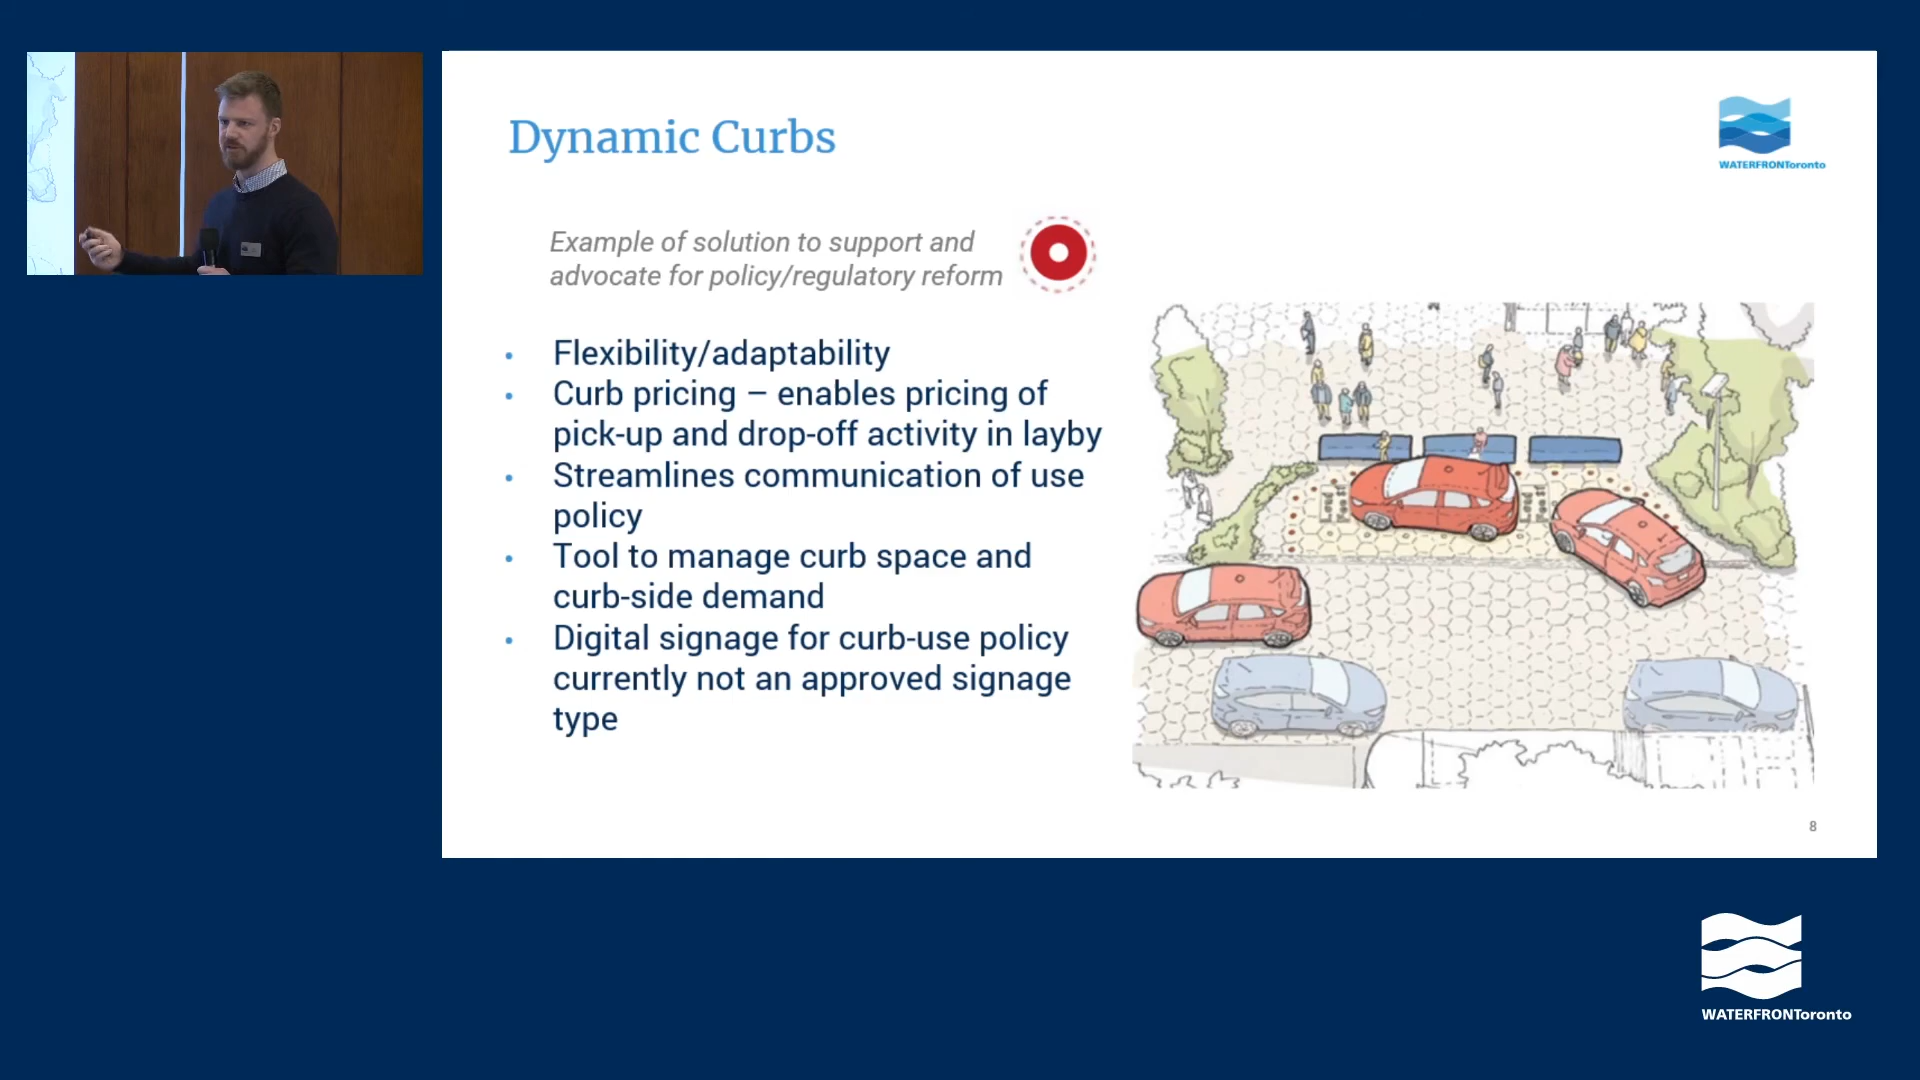 Dynamic Curbs
WATERFRONToronto
Example of solution to support and
advocate for policy/regulatory reform
• Flexibility/adaptability
• Curb pricing – enables pricing of
pick-up and drop-off activity in layby
• Streamlines communication of use
policy
• Tool to manage curb space and
curb-side demand
• Digital signage for curb-use policy
currently not an approved signage
type
8
WATERFRONToronto